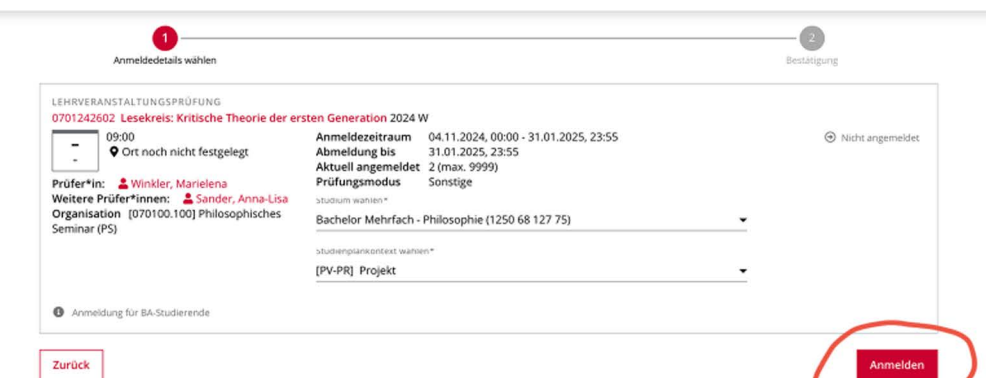 1
2
Anmeldedetails wählen
Bestätigung
LEHRVERANSTALTUNGSPRÜFUNG
0701242602 Lesekreis: Kritische Theorie der ersten Generation 2024 W
-
-
09:00
Ort noch nicht festgelegt
Prüfer*in: Winkler, Marielena
Weitere Prüfer*innen: Sander, Anna-Lisa
Organisation [070100.100] Philosophisches
Seminar (PS)
Anmeldezeitraum 04.11.2024, 00:00 - 31.01.2025, 23:55
Abmeldung bis 31.01.2025, 23:55
Aktuell angemeldet 2 (max. 9999)
Prüfungsmodus Sonstige
Studium wählen*
Bachelor Mehrfach - Philosophie (1250 68 127 75)
Studienplankontext wählen*
[PV-PR] Projekt
Nicht angemeldet
Anmeldung für BA-Studierende
Zurück
Anmelden